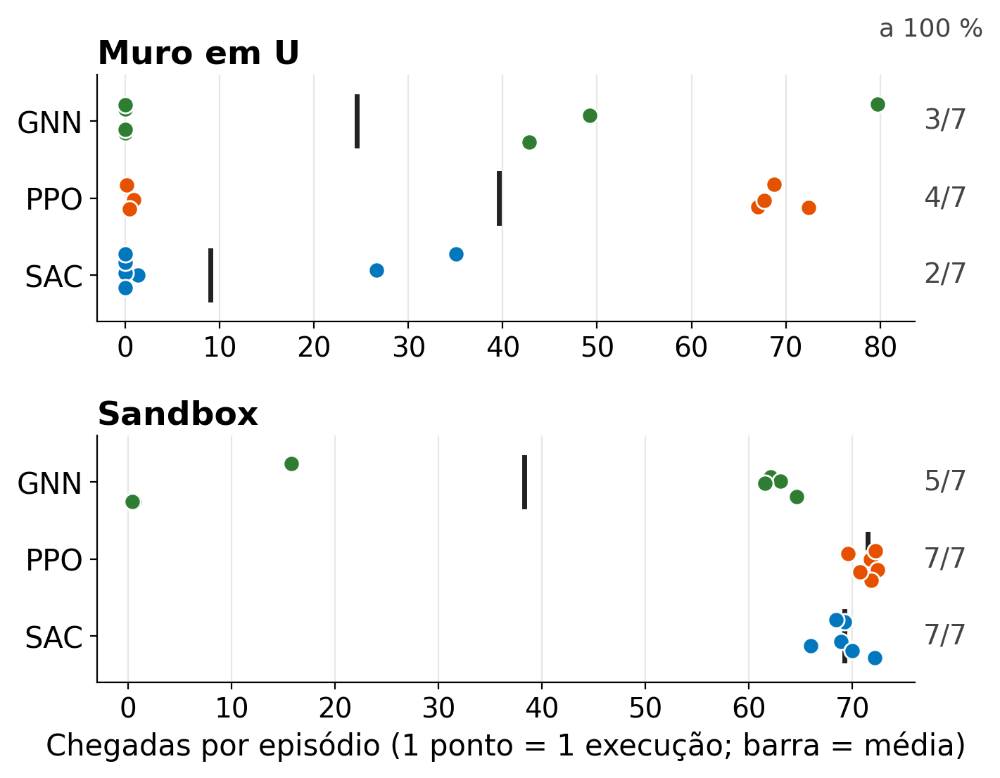 a 100 %
Muro em U
GNN 3/7
PPO 4/7
SAC 2/7
0 10 20 30 40 50 60 70 80
Sandbox
GNN 5/7
PPO 7/7
SAC 7/7
0 10 20 30 40 50 60 70
Chegadas por episódio (1 ponto = 1 execução; barra = média)